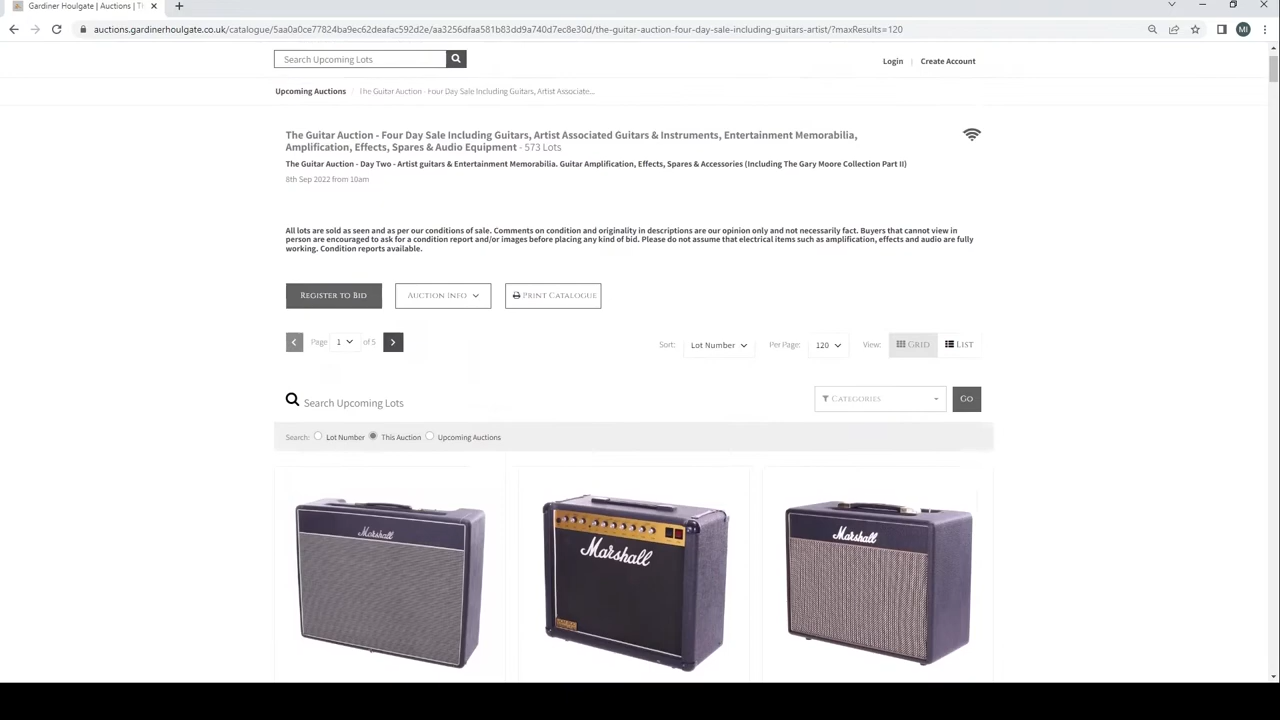 Gardiner Houlgate | Auctions | T
auctions.gardinerhoulgate.co.uk/catalogue/5aa0a0ce77824ba9ec62deafac592d2e/aa3256dfaa581b83dd9a740d7ec8e30d/the-guitar-auction-four-day-sale-including-guitars-artist/?maxResults=120
MI
Search Upcoming Lots
Login | Create Account
Upcoming Auctions / The Guitar Auction - Four Day Sale Including Guitars, Artist Associate...
The Guitar Auction - Four Day Sale Including Guitars, Artist Associated Guitars & Instruments, Entertainment Memorabilia,
Amplification, Effects, Spares & Audio Equipment - 573 Lots
The Guitar Auction - Day Two - Artist guitars & Entertainment Memorabilia. Guitar Amplification, Effects, Spares & Accessories (Including The Gary Moore Collection Part II)
8th Sep 2022 from 10am
All lots are sold as seen and as per our conditions of sale. Comments on condition and originality in descriptions are our opinion only and not necessarily fact. Buyers that cannot view in
person are encouraged to ask for a condition report and/or images before placing any kind of bid. Please do not assume that electrical items such as amplification, effects and audio are fully
working. Condition reports available.
Register to Bid Auction Info Print Catalogue
Page 1 of 5 Sort: Lot Number Per Page: 120 View: Grid List
Search Upcoming Lots Categories Go
Search: Lot Number This Auction Upcoming Auctions
Marshall Marshall Marshall